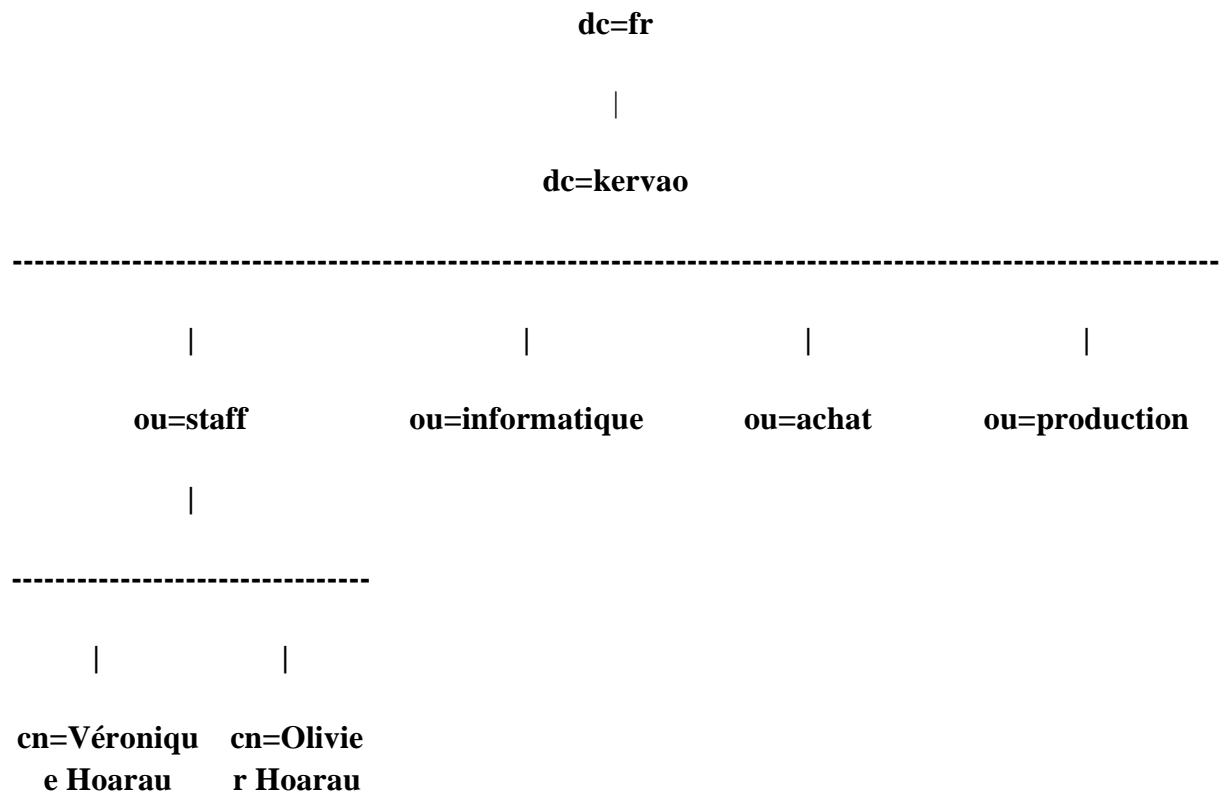 dc=fr
|
dc=kervao
---------------------------------------------------------------------------------------------------------------
| | | |
ou=staff ou=informatique ou=achat ou=production
|
---------------------------------
| |
cn=Véroniqu cn=Olivie
e Hoarau r Hoarau